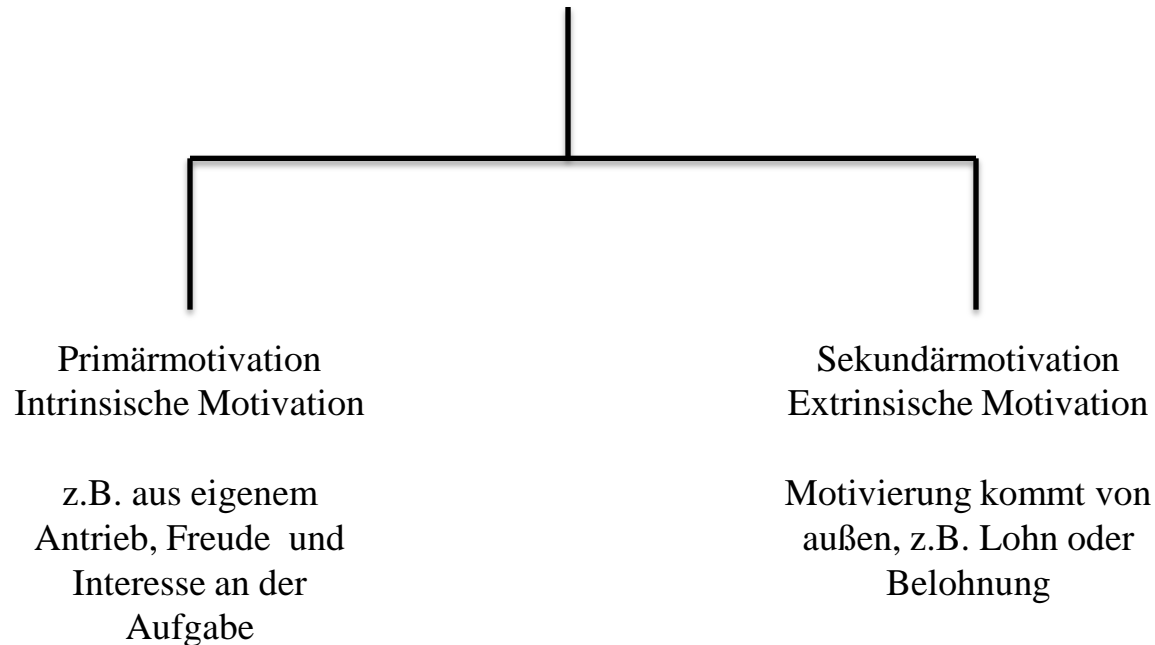 Primärmotivation
Intrinsische Motivation
z.B. aus eigenem
Antrieb, Freude und
Interesse an der
Aufgabe
Sekundärmotivation
Extrinsische Motivation
Motivierung kommt von
außen, z.B. Lohn oder
Belohnung